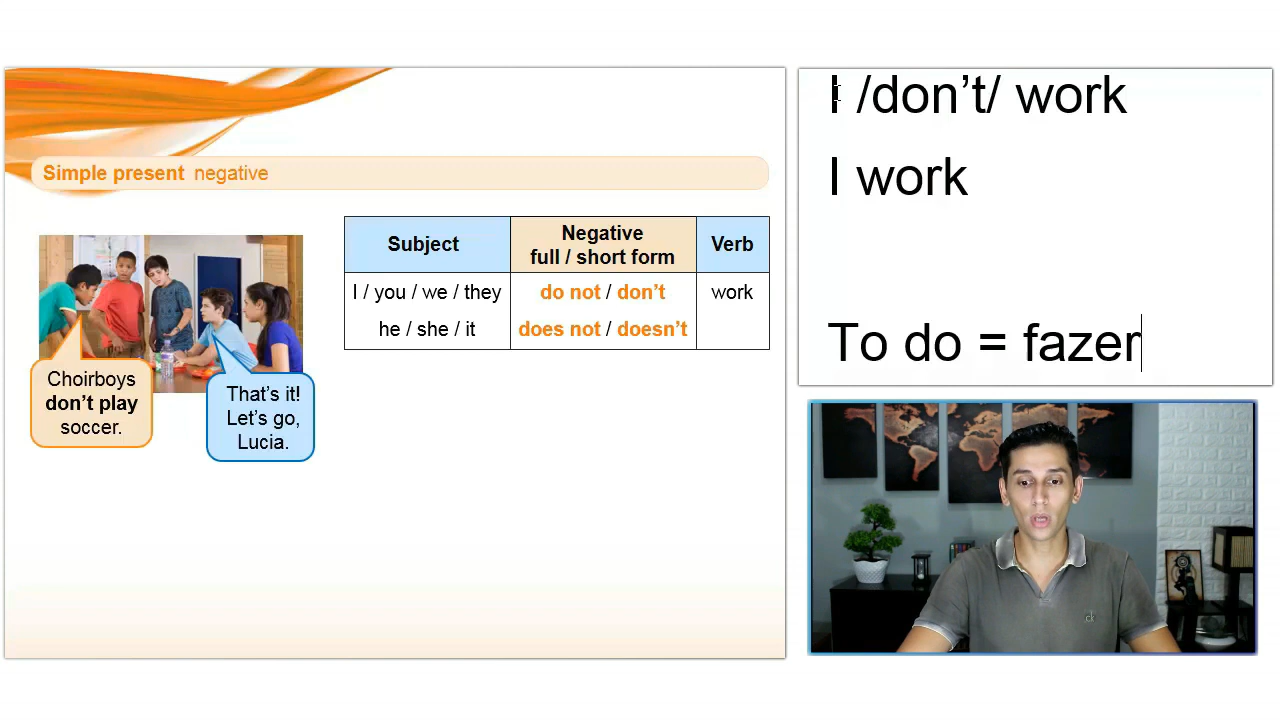 Simple present negative
Subject
Negative
full / short form
Verb
I / you / we / they
do not / don't
work
he / she / it
does not / doesn't
Choirboys
don't play
soccer.
That's it!
Let's go,
Lucia.
I /don't/ work
I work
To do = fazer
ck